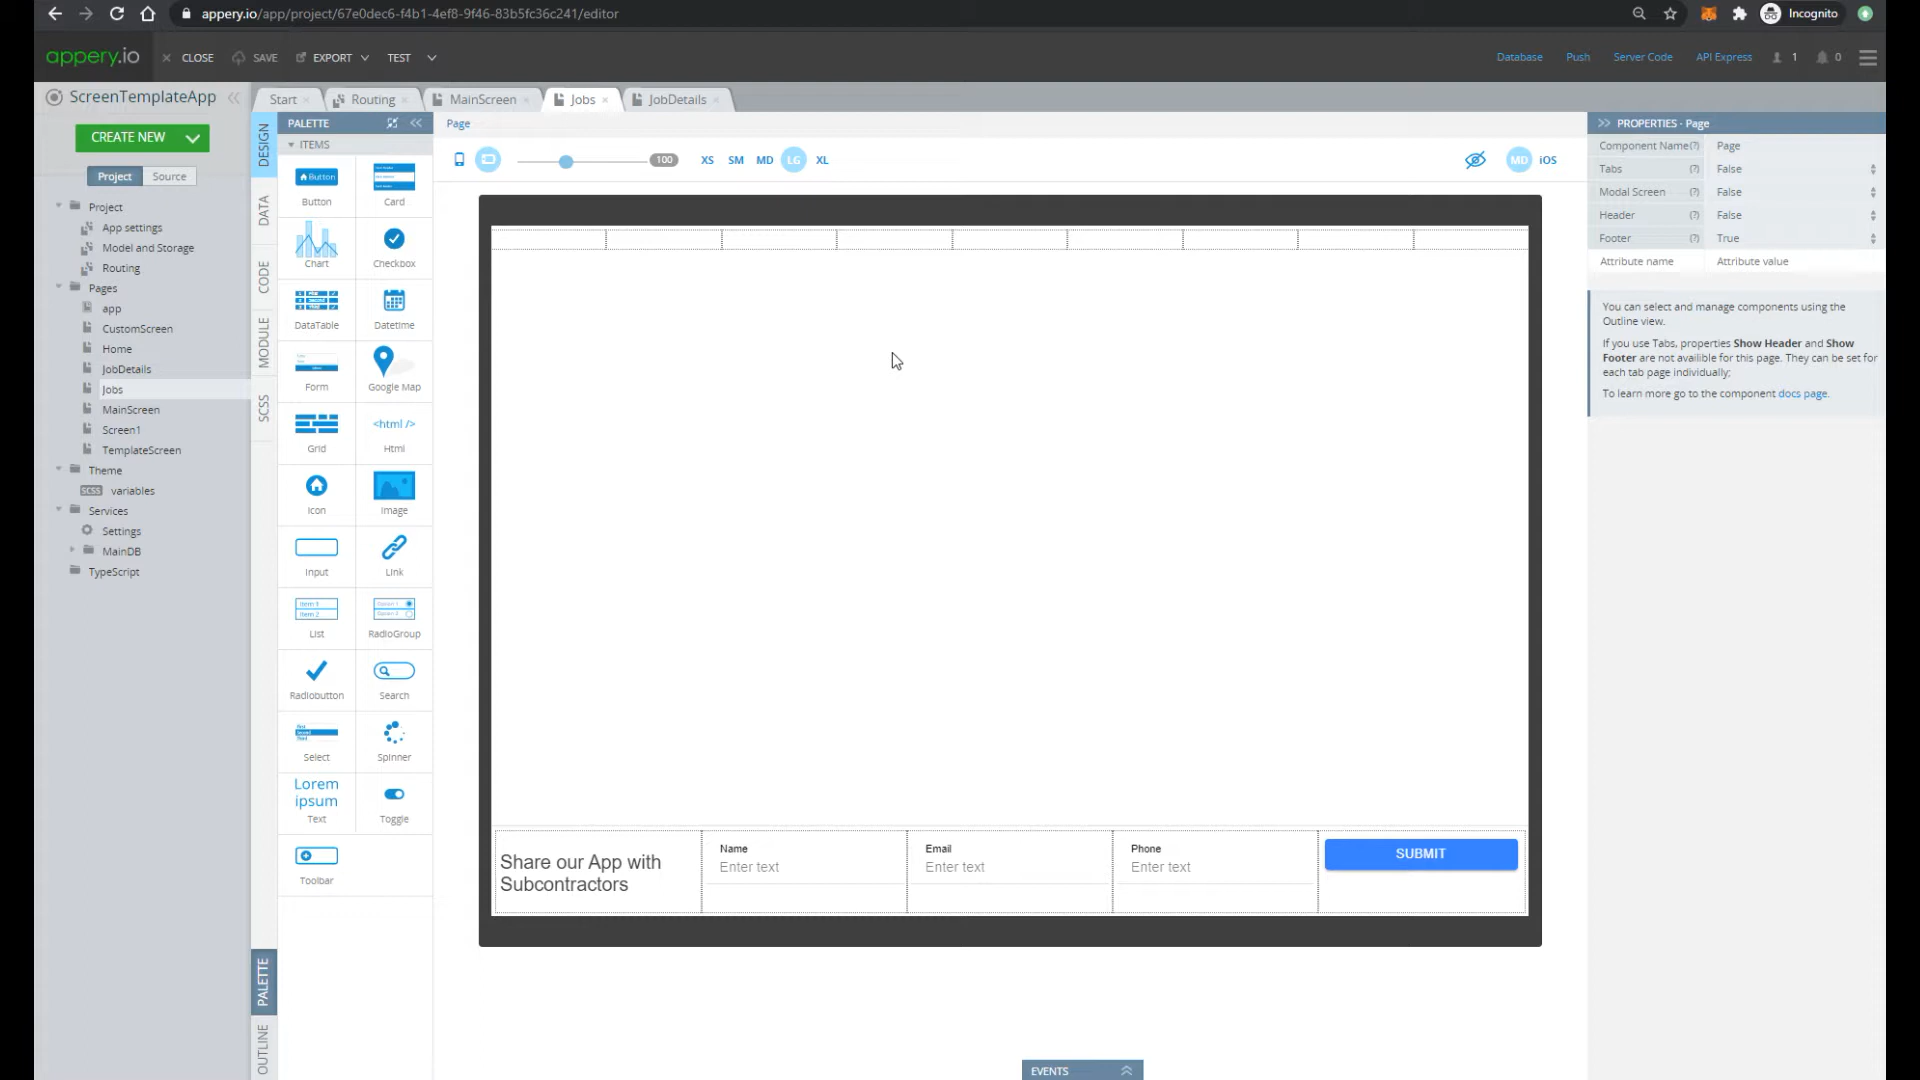 appery.io/app/project/67e0dec6-f4b1-4ef8-9f46-83b5fc36c241/editor
Incognito
appery.io
× CLOSE
SAVE
EXPORT
TEST
Database
Push
Server Code
API Express
1
0
ScreenTemplateApp
Start ×
Routing ×
MainScreen ×
Jobs ×
JobDetails ×
CREATE NEW
Project
Source
Project
App settings
Model and Storage
Routing
Pages
app
CustomScreen
Home
JobDetails
Jobs
MainScreen
Screen1
TemplateScreen
Theme
SCSS variables
Services
Settings
MainDB
TypeScript
DESIGN
DATA
CODE
MODULE
SCSS
PALETTE
OUTLINE
PALETTE
ITEMS
Button
Button
Card
Chart
Checkbox
DataTable
Datetime
Form
Google Map
Grid
<html />
Html
Icon
Image
Input
Link
Item 1
Item 2
List
RadioGroup
Radiobutton
Search
Select
Spinner
Lorem
ipsum
Text
Toggle
Toolbar
Page
100
XS
SM
MD
LG
XL
MD
iOS
Share our App with
Subcontractors
Name
Enter text
Email
Enter text
Phone
Enter text
SUBMIT
EVENTS
PROPERTIES - Page
Component Name(?) Page
Tabs (?) False
Modal Screen (?) False
Header (?) False
Footer (?) True
Attribute name Attribute value
You can select and manage components using the
Outline view.
If you use Tabs, properties Show Header and Show
Footer are not availible for this page. They can be set for
each tab page individually;
To learn more go to the component docs page.